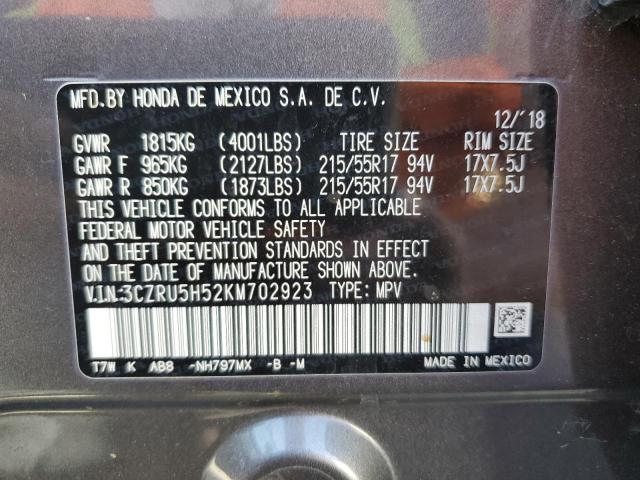 MFD.BY HONDA DE MEXICO S.A. DE C.V.
12/'18
GVWR 1815KG (4001LBS) TIRE SIZE RIM SIZE
GAWR F 965KG (2127LBS) 215/55R17 94V 17X7.5J
GAWR R 850KG (1873LBS) 215/55R17 94V 17X7.5J
THIS VEHICLE CONFORMS TO ALL APPLICABLE
FEDERAL MOTOR VEHICLE SAFETY
AND THEFT PREVENTION STANDARDS IN EFFECT
ON THE DATE OF MANUFACTURE SHOWN ABOVE.
V.I.N:3CZRU5H52KM702923 TYPE: MPV
T7W K AB8 -NH797MX -B -M MADE IN MEXICO